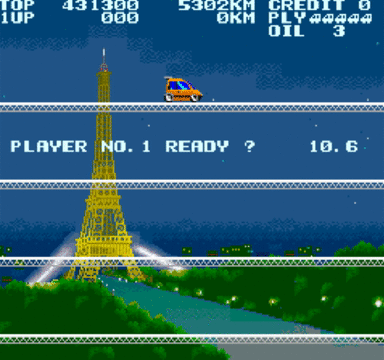 TOP 431300 5302KM CREDIT 0
1UP 000 0KM PLY
OIL 3
PLAYER NO.1 READY ? 10.6